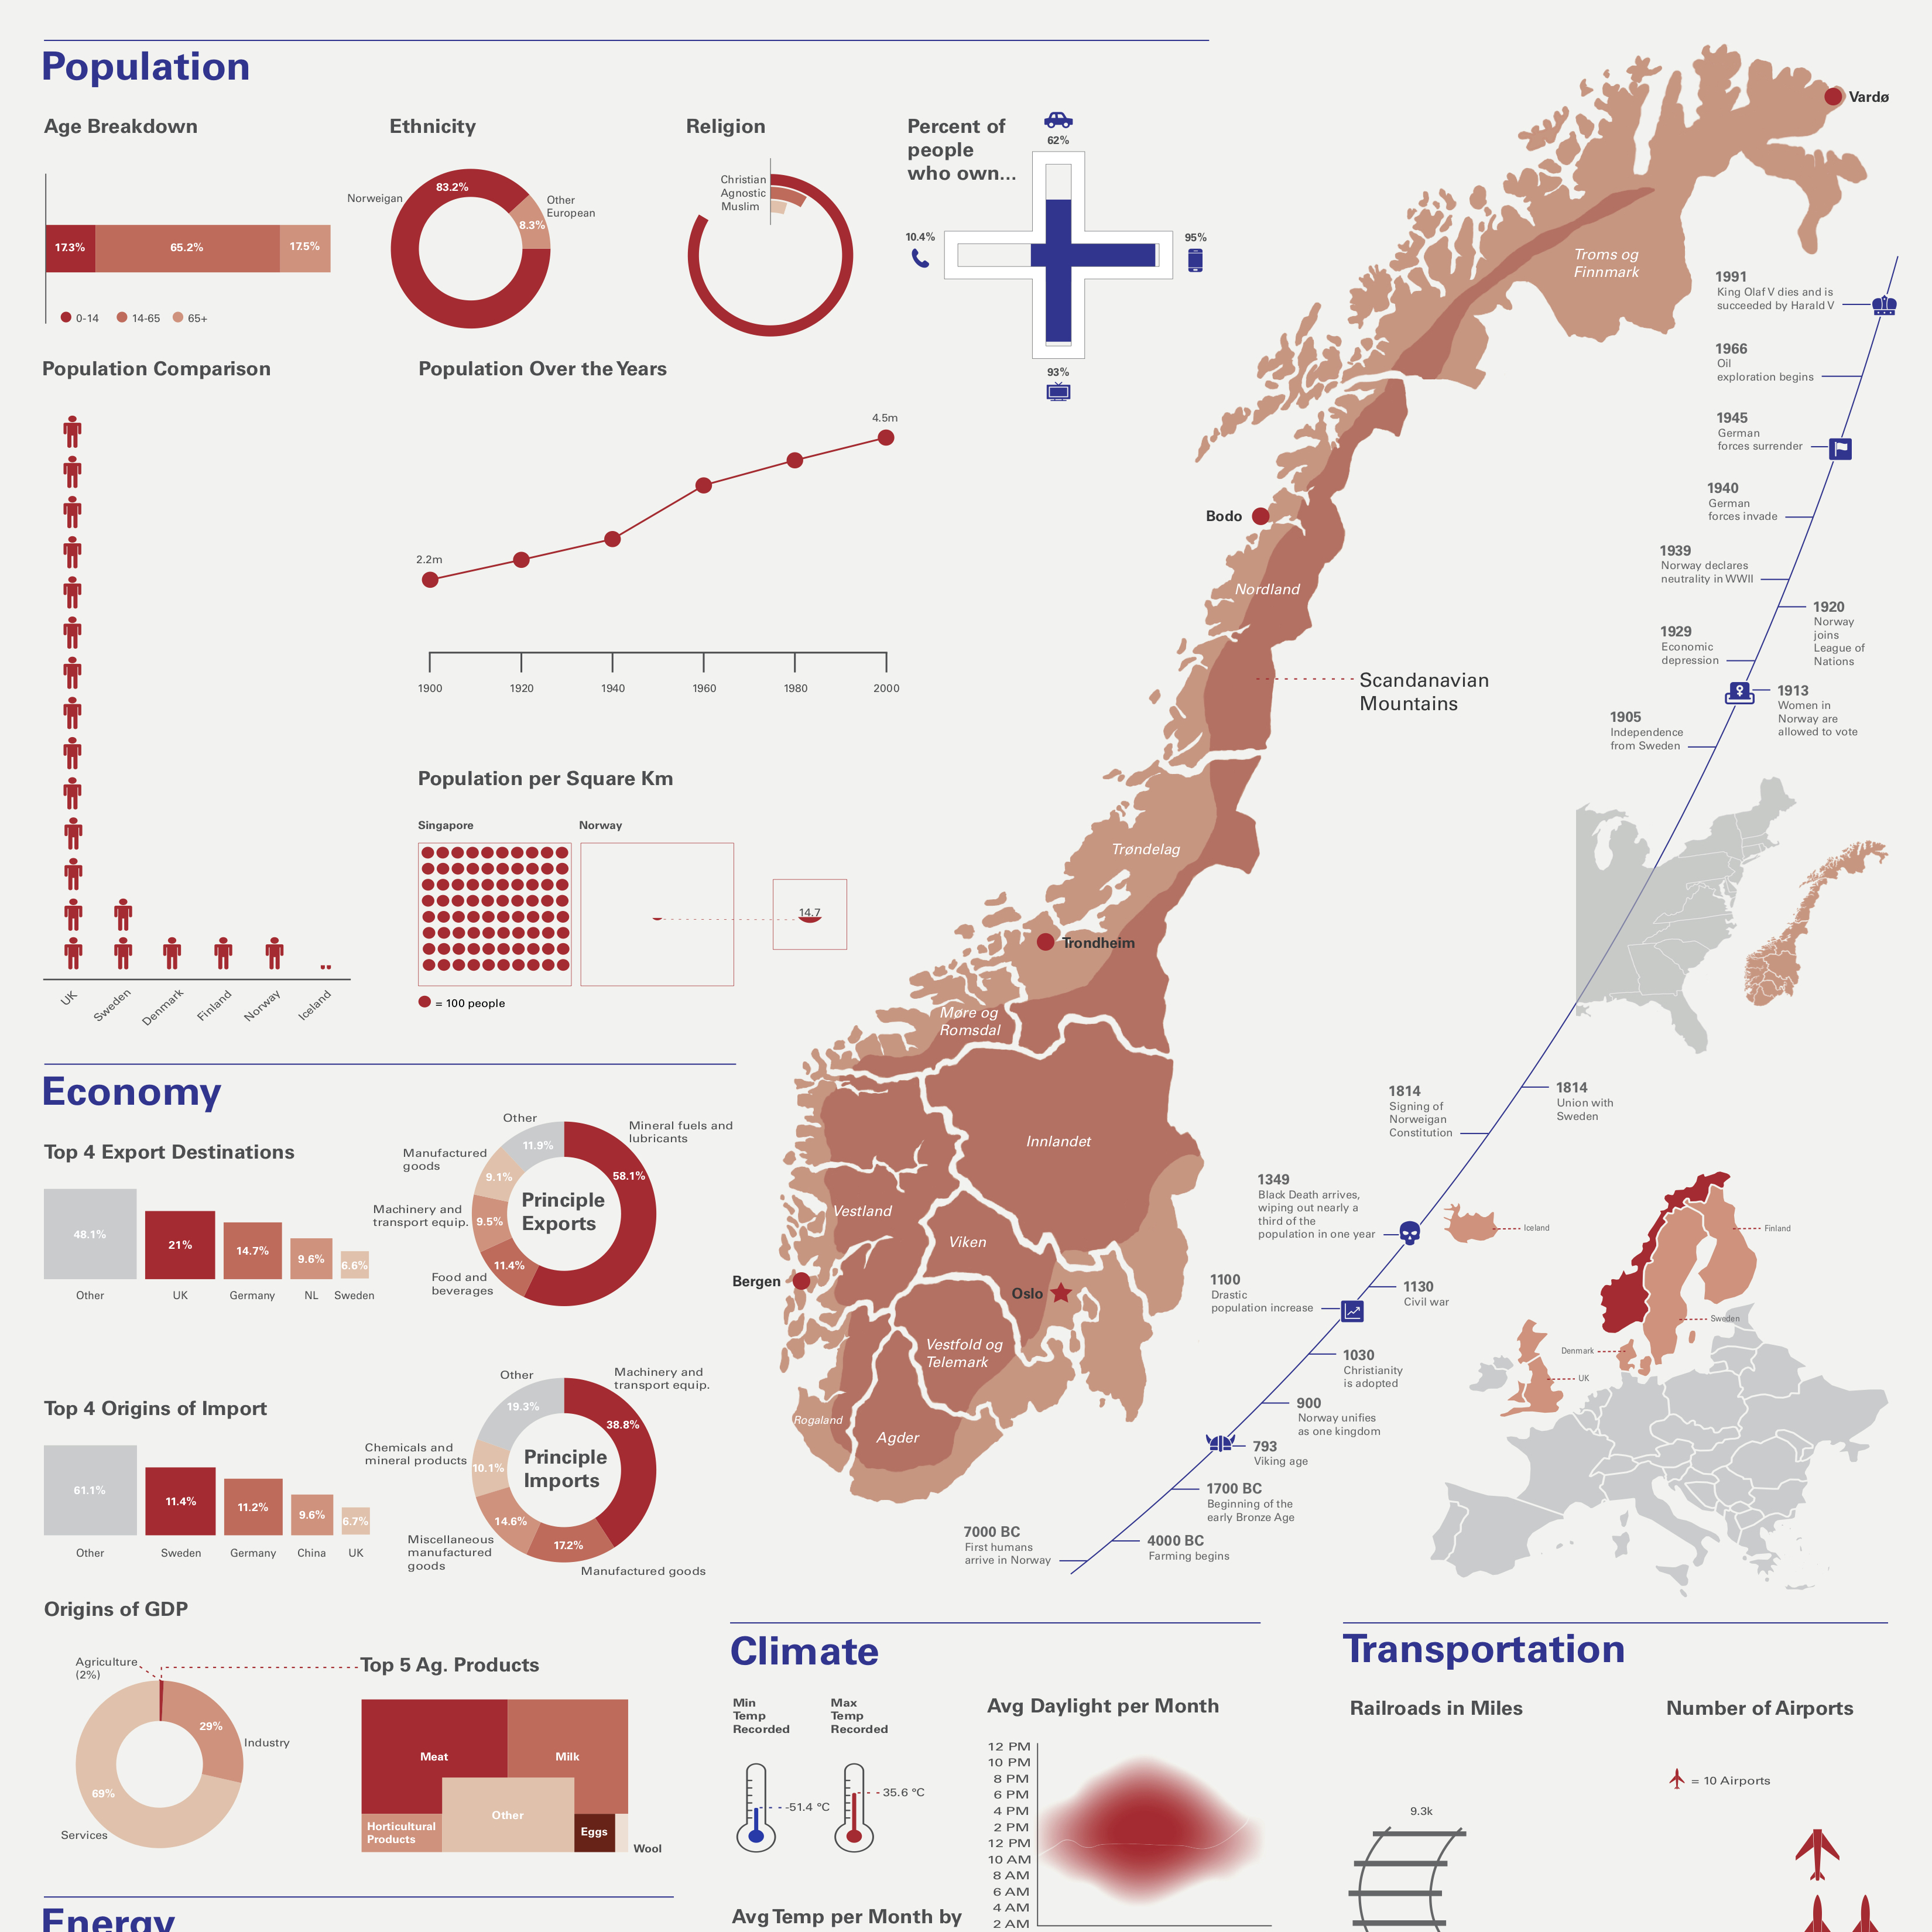 Population
Age Breakdown
17.3%
65.2%
17.5%
0-14
14-65
65+
Ethnicity
Norweigan
83.2%
Other
European
8.3%
Religion
Christian
Agnostic
Muslim
Percent of
people
who own...
62%
10.4%
95%
93%
Population Comparison
UK
Sweden
Denmark
Finland
Norway
Iceland
Population Over the Years
2.2m
4.5m
1900
1920
1940
1960
1980
2000
Population per Square Km
Singapore
Norway
14.7
= 100 people
Vardø
Troms og
Finnmark
Bodo
Nordland
Scandanavian
Mountains
Trøndelag
Trondheim
Møre og
Romsdal
Innlandet
Vestland
Viken
Bergen
Oslo
Vestfold og
Telemark
Rogaland
Agder
1991
King Olaf V dies and is
succeeded by Harald V
1966
Oil
exploration begins
1945
German
forces surrender
1940
German
forces invade
1939
Norway declares
neutrality in WWII
1920
Norway
joins
League of
Nations
1929
Economic
depression
1913
Women in
Norway are
allowed to vote
1905
Independence
from Sweden
1814
Signing of
Norweigan
Constitution
1814
Union with
Sweden
1349
Black Death arrives,
wiping out nearly a
third of the
population in one year
1130
Civil war
1100
Drastic
population increase
1030
Christianity
is adopted
900
Norway unifies
as one kingdom
793
Viking age
1700 BC
Beginning of the
early Bronze Age
4000 BC
Farming begins
7000 BC
First humans
arrive in Norway
Iceland
Finland
Sweden
Denmark
UK
Economy
Top 4 Export Destinations
48.1%
21%
14.7%
9.6%
6.6%
Other
UK
Germany
NL
Sweden
Principle
Exports
Other
11.9%
Mineral fuels and
lubricants
58.1%
Manufactured
goods
9.1%
Machinery and
transport equip.
9.5%
Food and
beverages
11.4%
Top 4 Origins of Import
61.1%
11.4%
11.2%
9.6%
6.7%
Other
Sweden
Germany
China
UK
Principle
Imports
Other
19.3%
Machinery and
transport equip.
38.8%
Chemicals and
mineral products
10.1%
Miscellaneous
manufactured
goods
14.6%
17.2%
Manufactured goods
Origins of GDP
Agriculture
(2%)
29%
Industry
69%
Services
Top 5 Ag. Products
Meat
Milk
Other
Horticultural
Products
Eggs
Wool
Energy
Climate
Min
Temp
Recorded
Max
Temp
Recorded
-51.4 °C
35.6 °C
Avg Daylight per Month
12 PM
10 PM
8 PM
6 PM
4 PM
2 PM
12 PM
10 AM
8 AM
6 AM
4 AM
2 AM
Avg Temp per Month by
Transportation
Railroads in Miles
9.3k
Number of Airports
= 10 Airports